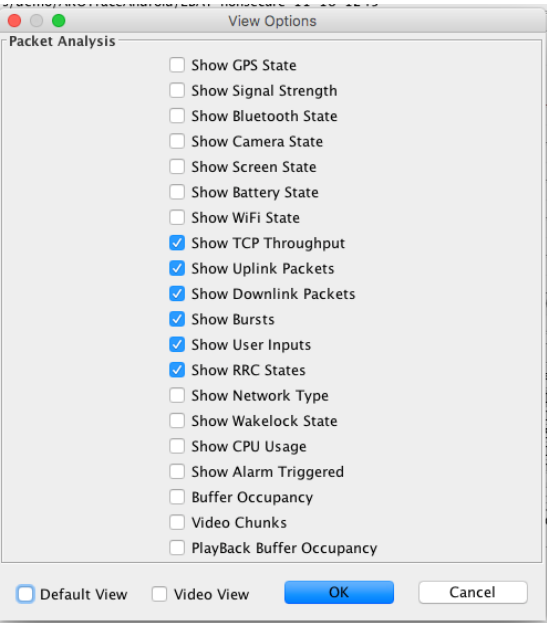 View Options
Packet Analysis
Show GPS State
Show Signal Strength
Show Bluetooth State
Show Camera State
Show Screen State
Show Battery State
Show WiFi State
Show TCP Throughput
Show Uplink Packets
Show Downlink Packets
Show Bursts
Show User Inputs
Show RRC States
Show Network Type
Show Wakelock State
Show CPU Usage
Show Alarm Triggered
Buffer Occupancy
Video Chunks
PlayBack Buffer Occupancy
Default View Video View OK Cancel